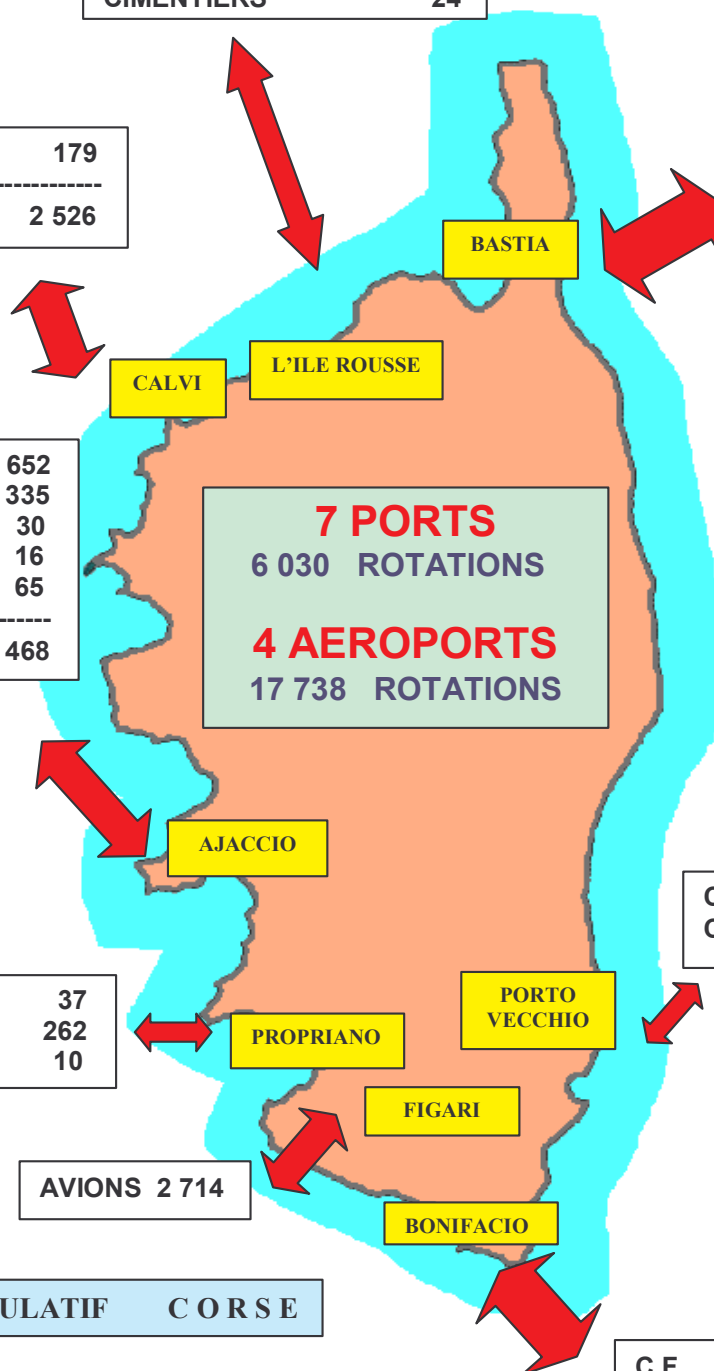 CIMENTIERS 24
179
-------------
2 526
BASTIA
L'ILE ROUSSE
CALVI
652
335
30
16
65
------
468
7 PORTS
6 030 ROTATIONS
4 AEROPORTS
17 738 ROTATIONS
AJACCIO
PORTO
VECCHIO
37
262
10
PROPRIANO
FIGARI
AVIONS 2 714
BONIFACIO
ULATIF C O R S E
C.F